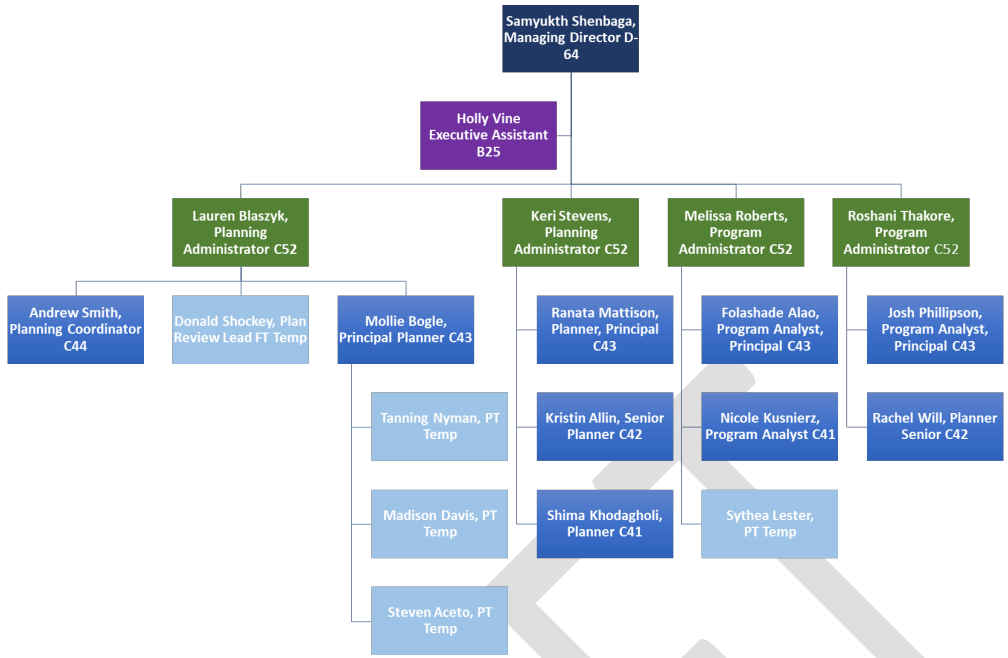 Samyukth Shenbaga,
Managing Director D-
64
Holly Vine
Executive Assistant
B25
Lauren Blaszyk,
Planning
Administrator C52
Keri Stevens,
Planning
Administrator C52
Melissa Roberts,
Program
Administrator C52
Roshani Thakore,
Program
Administrator C52
Andrew Smith,
Planning Coordinator
C44
Donald Shockey, Plan
Review Lead FT Temp
Mollie Bogle,
Principal Planner C43
Ranata Mattison,
Planner, Principal
C43
Folashade Alao,
Program Analyst,
Principal C43
Josh Phillipson,
Program Analyst,
Principal C43
Tanning Nyman, PT
Temp
Kristin Allin, Senior
Planner C42
Nicole Kusnierz,
Program Analyst C41
Rachel Will, Planner
Senior C42
Madison Davis, PT
Temp
Shima Khodagholi,
Planner C41
Sythea Lester,
PT Temp
Steven Aceto, PT
Temp